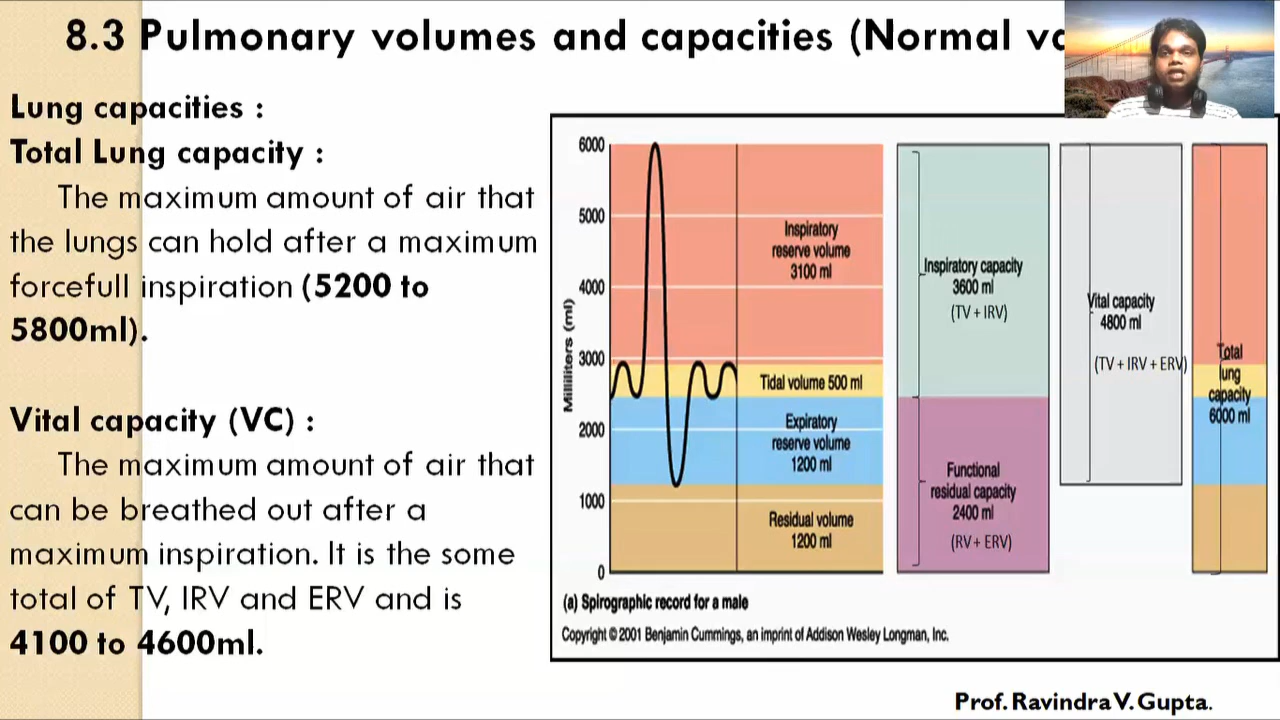 8.3 Pulmonary volumes and capacities (Normal
Lung capacities :
Total Lung capacity :
The maximum amount of air that
the lungs can hold after a maximum
forcefull inspiration (5200 to
5800ml).
Vital capacity (VC) :
The maximum amount of air that
can be breathed out after a
maximum inspiration. It is the some
total of TV, IRV and ERV and is
4100 to 4600ml.
Milliliters (ml)
6000
5000
4000
3000
2000
1000
0
Inspiratory
reserve volume
3100 ml
Tidal volume 500 ml
Expiratory
reserve volume
1200 ml
Residual volume
1200 ml
Inspiratory capacity
3600 ml
(TV + IRV)
Functional
residual capacity
2400 ml
(RV + ERV)
Vital capacity
4800 ml
(TV + IRV + ERV)
Total
lung
capacity
6000 ml
(a) Spirographic record for a male
Copyright © 2001 Benjamin Cummings, an imprint of Addison Wesley Longman, Inc.
Prof. Ravindra V. Gupta.